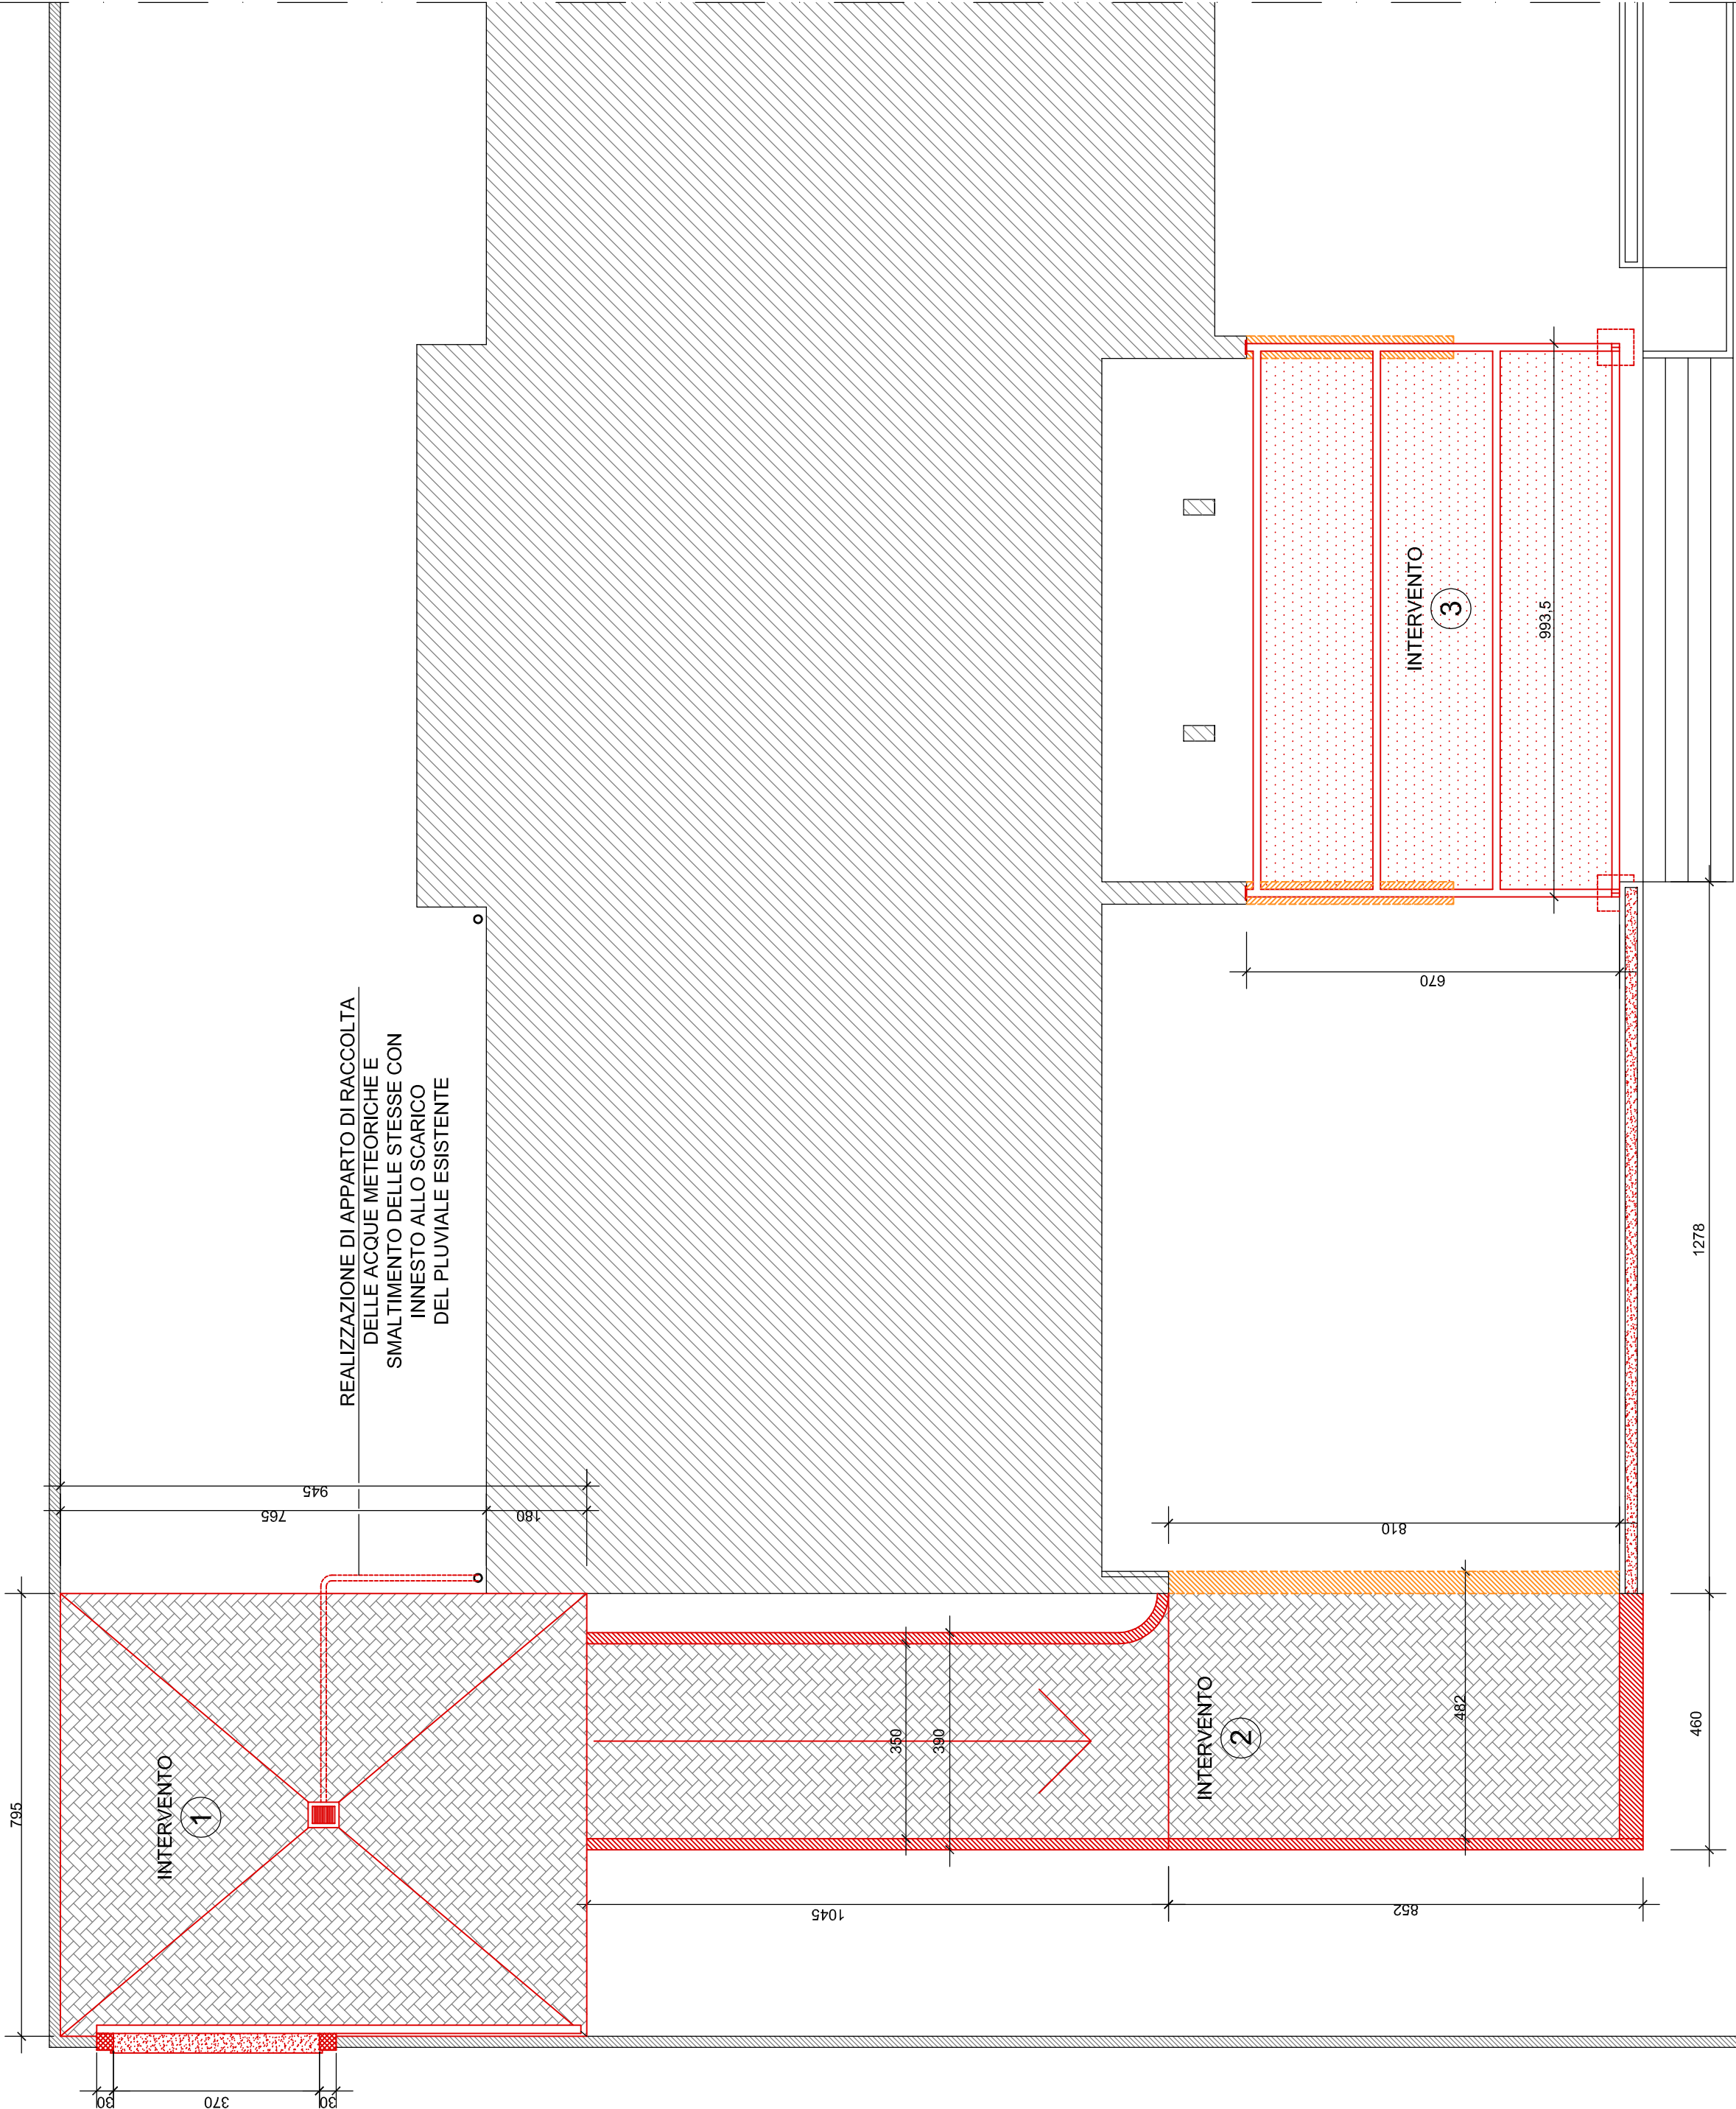 REALIZZAZIONE DI APPARTO DI RACCOLTA
DELLE ACQUE METEORICHE E
SMALTIMENTO DELLE STESSE CON
INNESTO ALLO SCARICO
DEL PLUVIALE ESISTENTE
INTERVENTO
1
INTERVENTO
2
INTERVENTO
3
795
945
765
180
30
370
30
350
390
1045
852
810
482
460
1278
670
993,5